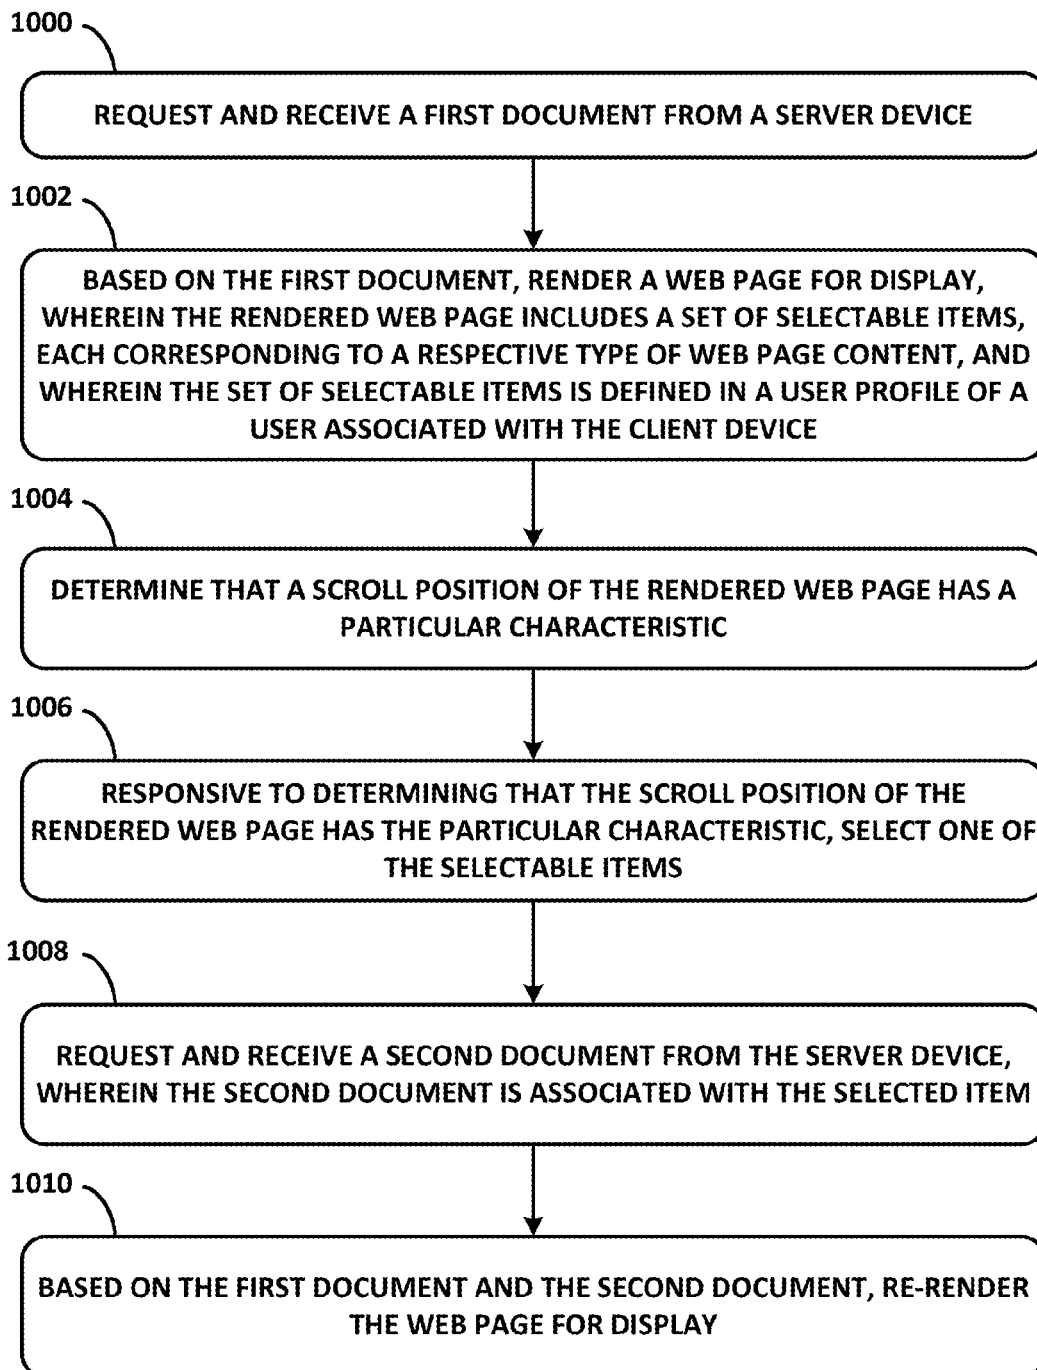 1000
REQUEST AND RECEIVE A FIRST DOCUMENT FROM A SERVER DEVICE
1002
BASED ON THE FIRST DOCUMENT, RENDER A WEB PAGE FOR DISPLAY,
WHEREIN THE RENDERED WEB PAGE INCLUDES A SET OF SELECTABLE ITEMS,
EACH CORRESPONDING TO A RESPECTIVE TYPE OF WEB PAGE CONTENT, AND
WHEREIN THE SET OF SELECTABLE ITEMS IS DEFINED IN A USER PROFILE OF A
USER ASSOCIATED WITH THE CLIENT DEVICE
1004
DETERMINE THAT A SCROLL POSITION OF THE RENDERED WEB PAGE HAS A
PARTICULAR CHARACTERISTIC
1006
RESPONSIVE TO DETERMINING THAT THE SCROLL POSITION OF THE
RENDERED WEB PAGE HAS THE PARTICULAR CHARACTERISTIC, SELECT ONE OF
THE SELECTABLE ITEMS
1008
REQUEST AND RECEIVE A SECOND DOCUMENT FROM THE SERVER DEVICE,
WHEREIN THE SECOND DOCUMENT IS ASSOCIATED WITH THE SELECTED ITEM
1010
BASED ON THE FIRST DOCUMENT AND THE SECOND DOCUMENT, RE-RENDER
THE WEB PAGE FOR DISPLAY